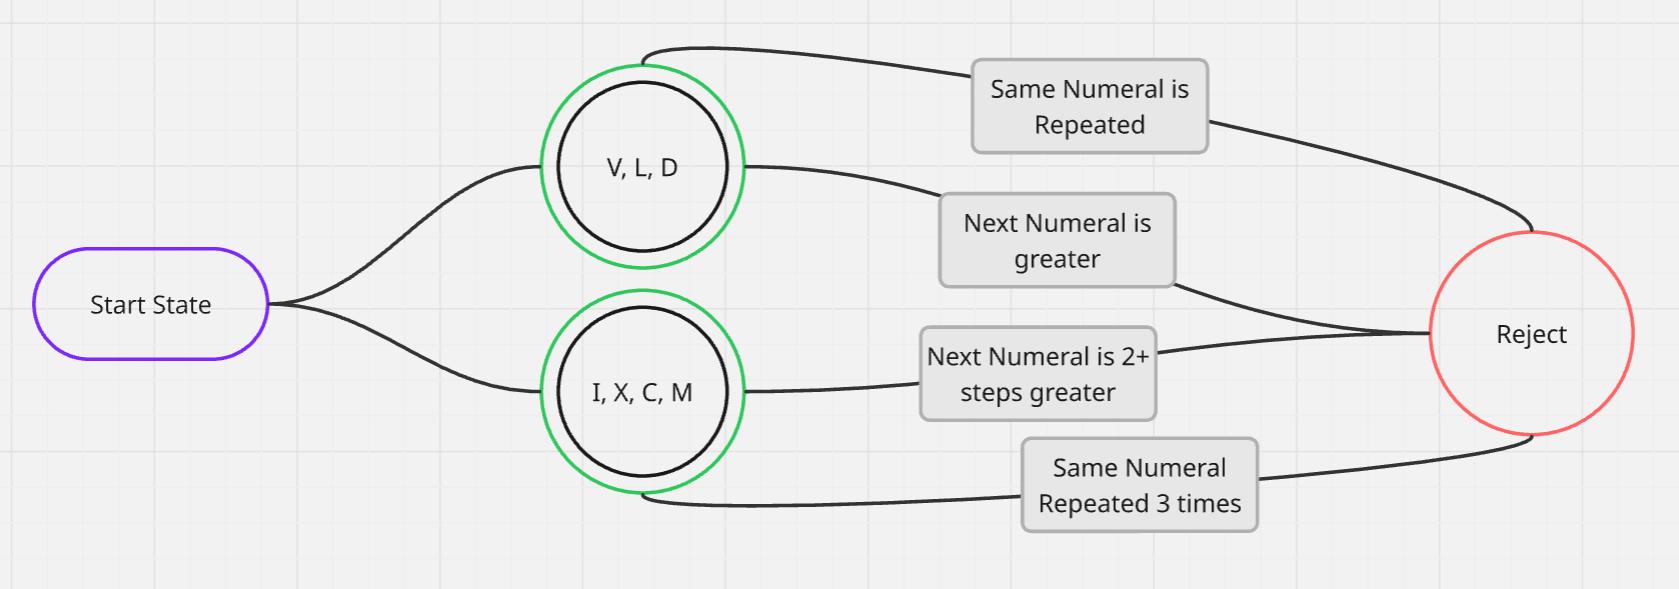 Start State
V, L, D
I, X, C, M
Same Numeral is
Repeated
Next Numeral is
greater
Next Numeral is 2+
steps greater
Same Numeral
Repeated 3 times
Reject